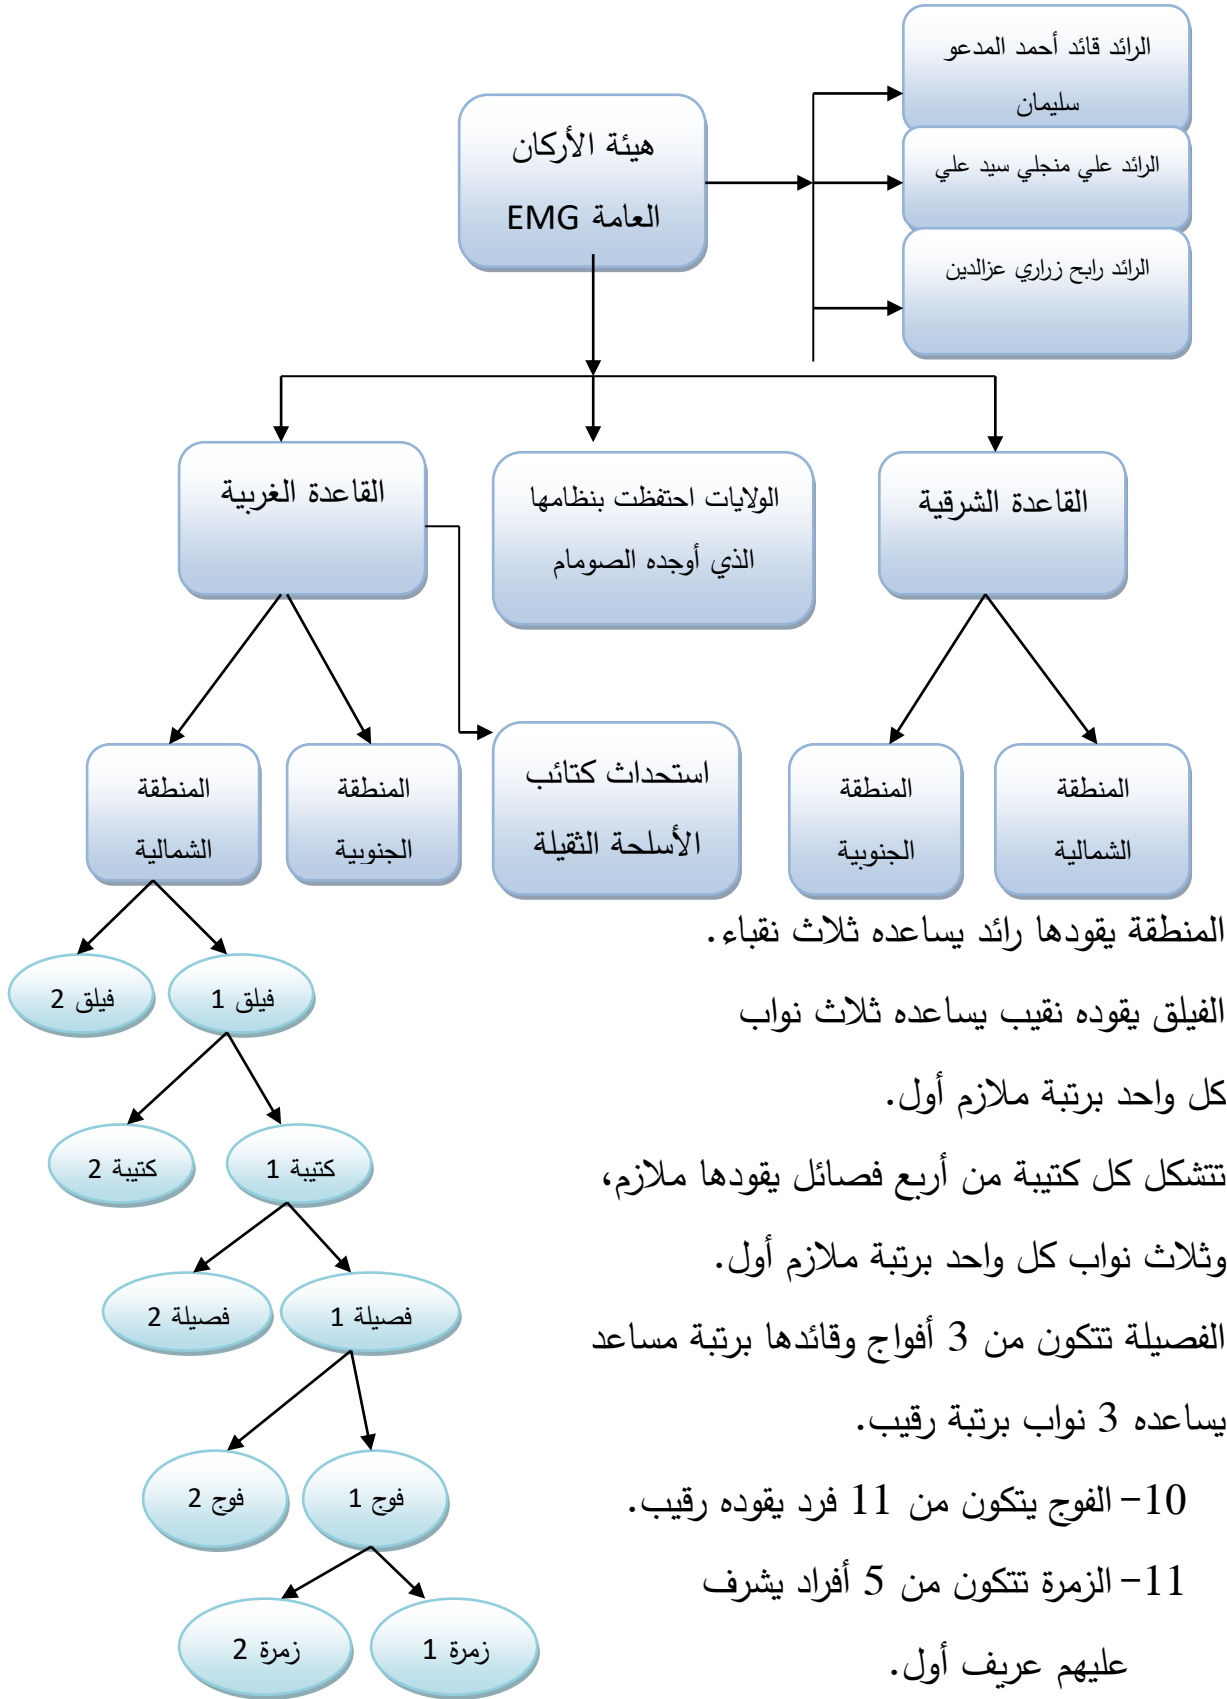 الرائد قائد أحمد المدعو
سليمان
هيئة الأركان
العامة EMG
الرائد علي منجلي سيد علي
الرائد رابح زراري عزالدين
القاعدة الشرقية
الولايات احتفظت بنظامها
الذي أوجده الصومام
القاعدة الغربية
المنطقة
الشمالية
المنطقة
الجنوبية
استحداث كتائب
الأسلحة الثقيلة
المنطقة
الجنوبية
المنطقة
الشمالية
المنطقة يقودها رائد يساعده ثلاث نقباء.
فيلق 1
فيلق 2
الفيلق يقوده نقيب يساعده ثلاث نواب
كل واحد برتبة ملازم أول.
كتيبة 1
كتيبة 2
تتشكل كل كتيبة من أربع فصائل يقودها ملازم،
وثلاث نواب كل واحد برتبة ملازم أول.
فصيلة 1
فصيلة 2
الفصيلة تتكون من 3 أفواج وقائدها برتبة مساعد
يساعده 3 نواب برتبة رقيب.
فوج 1
فوج 2
10- الفوج يتكون من 11 فرد يقوده رقيب.
11- الزمرة تتكون من 5 أفراد يشرف
عليهم عريف أول.
زمرة 1
زمرة 2